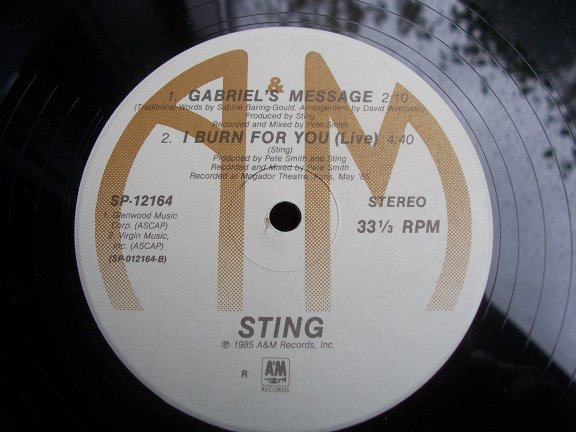 &
1. GABRIEL'S MESSAGE 2:10
(Traditional-Words by Sabine Baring-Gould. Arrangement by David
Produced by Sting
Recorded and Mixed by Pete Smith
2. I BURN FOR YOU (Live) 4:40
(Sting)
Produced by Pete Smith and Sting
Recorded and Mixed by Pete Smith
Recorded at Mogador Theatre, Paris, May '85
SP-12164
1. Glenwood Music
Corp. (ASCAP)
2. Virgin Music,
Inc. (ASCAP)
(SP-012164-B)
STEREO
33 1/3 RPM
STING
℗ 1985 A&M Records, Inc.
R
A&M
RECORDS